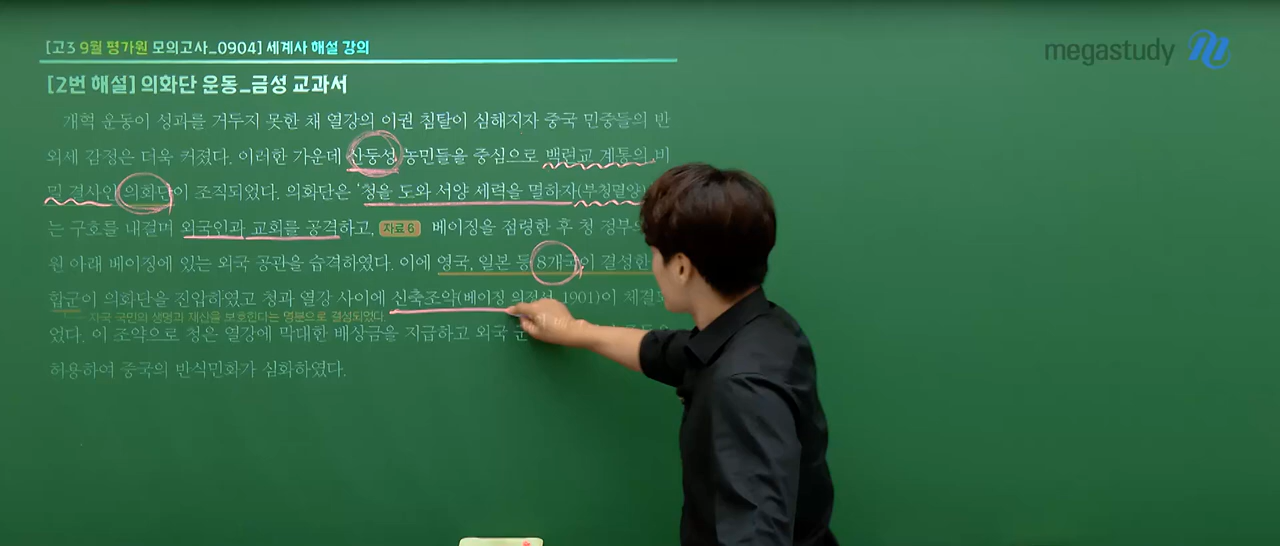 [고3 9월 평가원 모의고사_0904] 세계사 해설 강의
megastudy
[2번 해설] 의화단 운동_금성 교과서
개혁 운동이 성과를 거두지 못한 채 열강의 이권 침탈이 심해지자 중국 민중들의 반
외세 감정은 더욱 커졌다. 이러한 가운데 산둥성 농민들을 중심으로 백련교 계통의 비
밀 결사인 의화단이 조직되었다. 의화단은 '청을 도와 서양 세력을 멸하자(부청멸양)
는 구호를 내걸며 외국인과 교회를 공격하고, 자료 6 베이징을 점령한 후 청 정부의
원 아래 베이징에 있는 외국 공관을 습격하였다. 이에 영국, 일본 등 8개국이 결성한
합군이 의화단을 진압하였고 청과 열강 사이에 신축조약(베이징 의정서, 1901)이 체결되
자국 국민의 생명과 재산을 보호한다는 명분으로 결성되었다.
었다. 이 조약으로 청은 열강에 막대한 배상금을 지급하고 외국 군
허용하여 중국의 반식민화가 심화하였다.